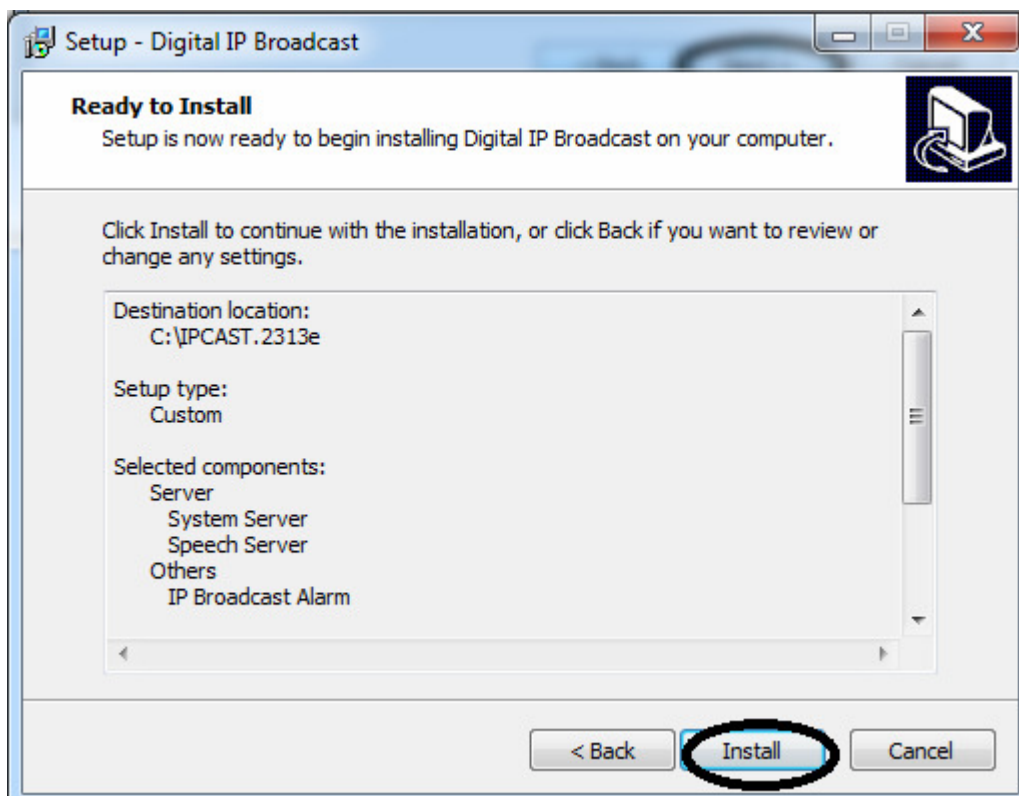 Setup - Digital IP Broadcast
Ready to Install
Setup is now ready to begin installing Digital IP Broadcast on your computer.
Click Install to continue with the installation, or click Back if you want to review or
change any settings.
Destination location:
C:\IPCAST.2313e
Setup type:
Custom
Selected components:
Server
System Server
Speech Server
Others
IP Broadcast Alarm
< Back Install Cancel